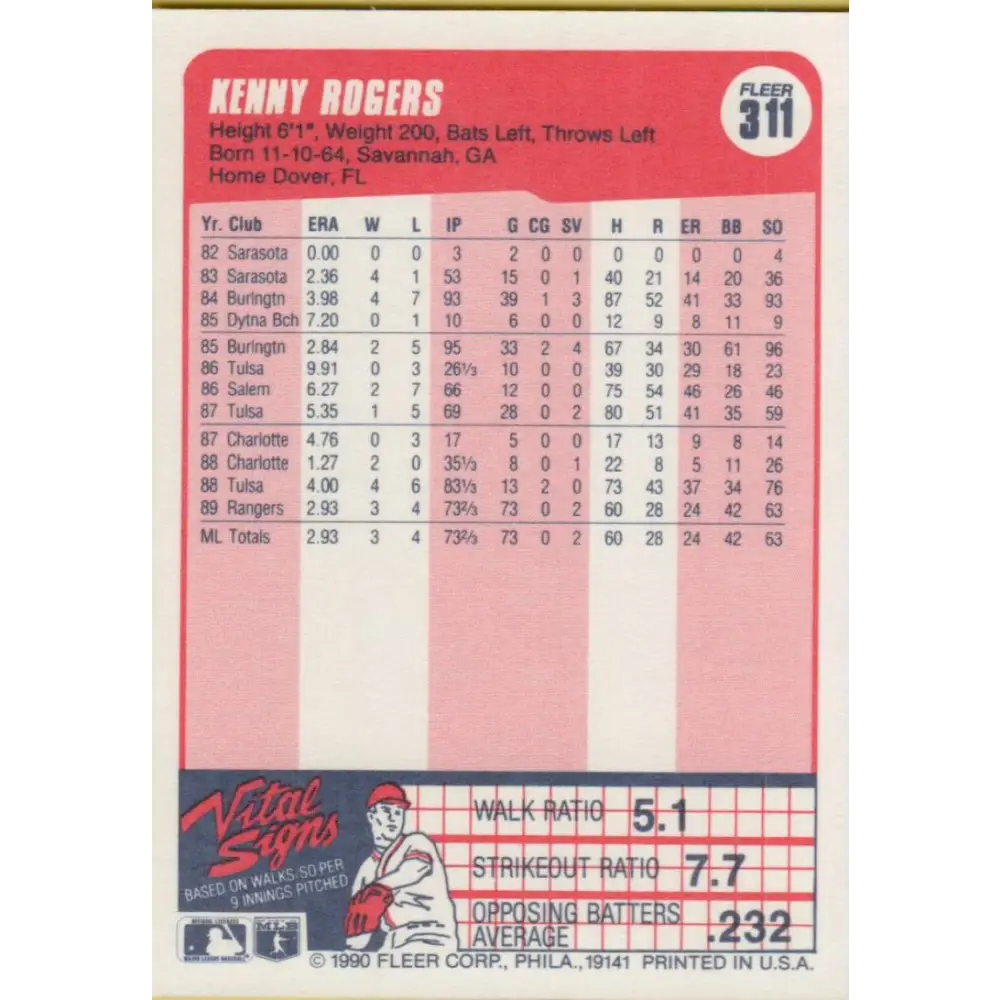 KENNY ROGERS
FLEER
311
Height 6'1", Weight 200, Bats Left, Throws Left
Born 11-10-64, Savannah, GA
Home Dover, FL
Yr. Club ERA W L IP G CG SV H R ER BB SO
82 Sarasota 0.00 0 0 3 2 0 0 0 0 0 0 4
83 Sarasota 2.36 4 1 53 15 0 1 40 21 14 20 36
84 Burlngtn 3.98 4 7 93 39 1 3 87 52 41 33 93
85 Dytna Bch 7.20 0 1 10 6 0 0 12 9 8 11 9
85 Burlngtn 2.84 2 5 95 33 2 4 67 34 30 61 96
86 Tulsa 9.91 0 3 26⅓ 10 0 0 39 30 29 18 23
86 Salem 6.27 2 7 66 12 0 0 75 54 46 26 46
87 Tulsa 5.35 1 5 69 28 0 2 80 51 41 35 59
87 Charlotte 4.76 0 3 17 5 0 0 17 13 9 8 14
88 Charlotte 1.27 2 0 35⅓ 8 0 1 22 8 5 11 26
88 Tulsa 4.00 4 6 83⅓ 13 2 0 73 43 37 34 76
89 Rangers 2.93 3 4 73⅔ 73 0 2 60 28 24 42 63
ML Totals 2.93 3 4 73⅔ 73 0 2 60 28 24 42 63
Vital
Signs
BASED ON WALKS/SO PER
9 INNINGS PITCHED
WALK RATIO 5.1
STRIKEOUT RATIO 7.7
OPPOSING BATTERS
AVERAGE .232
© 1990 FLEER CORP., PHILA., 19141 PRINTED IN U.S.A.